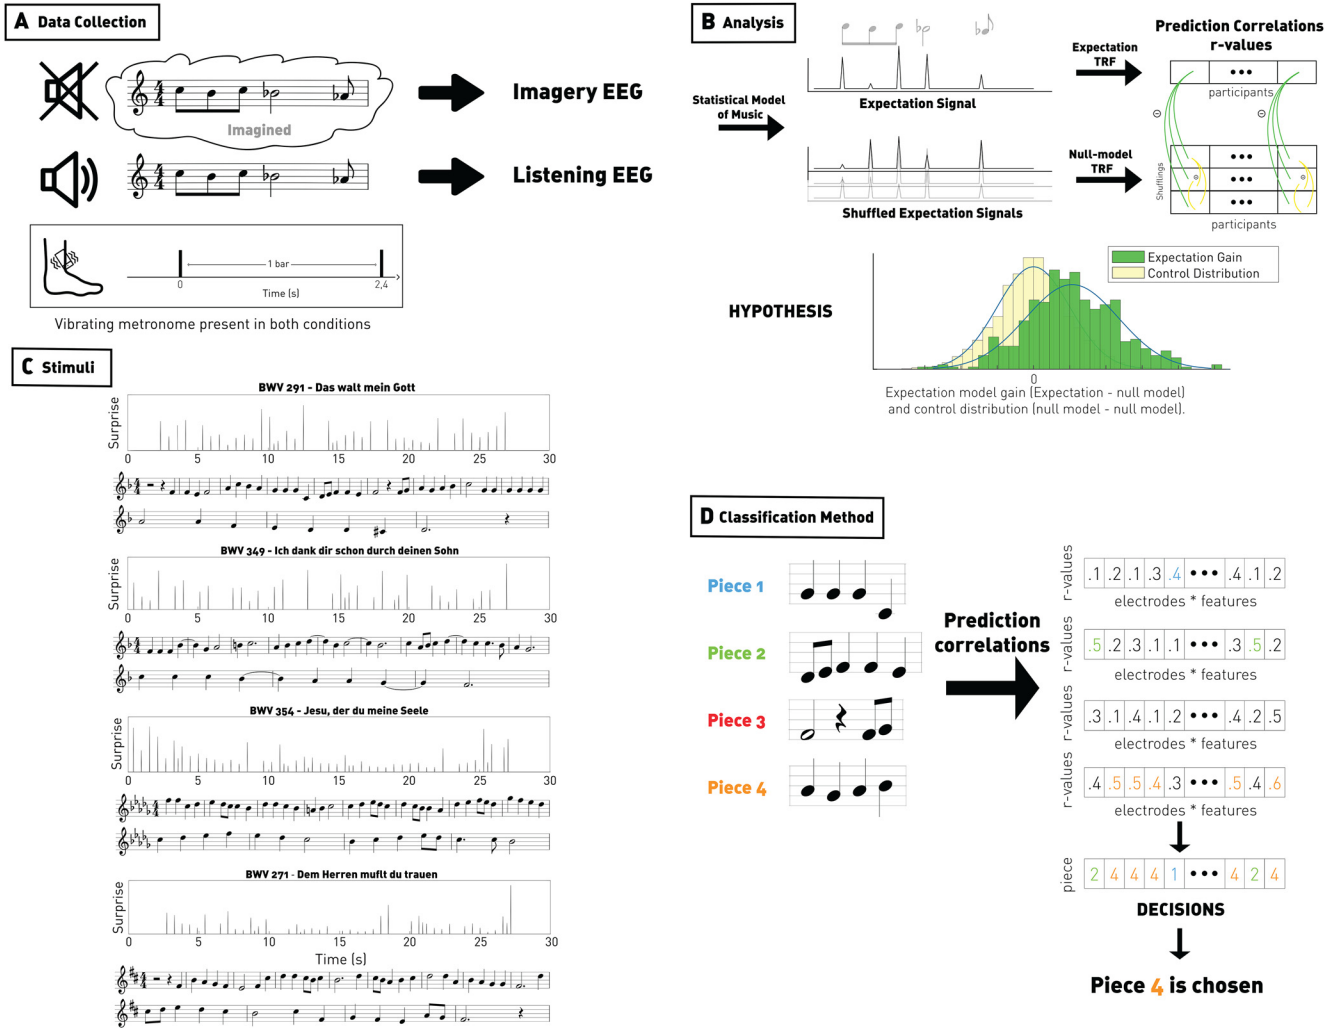 A Data Collection
Imagined
Imagery EEG
Listening EEG
1 bar
0
2,4
Time (s)
Vibrating metronome present in both conditions
B Analysis
Statistical Model
of Music
Expectation Signal
Shuffled Expectation Signals
Expectation
TRF
Null-model
TRF
Prediction Correlations
r-values
participants
Shufflings
participants
HYPOTHESIS
Expectation Gain
Control Distribution
0
Expectation model gain (Expectation - null model)
and control distribution (null model - null model).
C Stimuli
BWV 291 - Das walt mein Gott
Surprise
0 5 10 15 20 25 30
BWV 349 - Ich dank dir schon durch deinen Sohn
Surprise
0 5 10 15 20 25 30
BWV 354 - Jesu, der du meine Seele
Surprise
0 5 10 15 20 25 30
BWV 271 - Dem Herren mußt du trauen
Surprise
0 5 10 15 20 25 30
Time (s)
D Classification Method
Piece 1
Piece 2
Piece 3
Piece 4
Prediction
correlations
r-values
.1 .2 .1 .3 .4 ••• .4 .1 .2
electrodes * features
r-values
.5 .2 .3 .1 .1 ••• .3 .5 .2
electrodes * features
r-values
.3 .1 .4 .1 .2 ••• .4 .2 .5
electrodes * features
r-values
.4 .5 .5 .4 .3 ••• .5 .4 .6
electrodes * features
piece
2 4 4 4 1 ••• 4 2 4
DECISIONS
Piece 4 is chosen